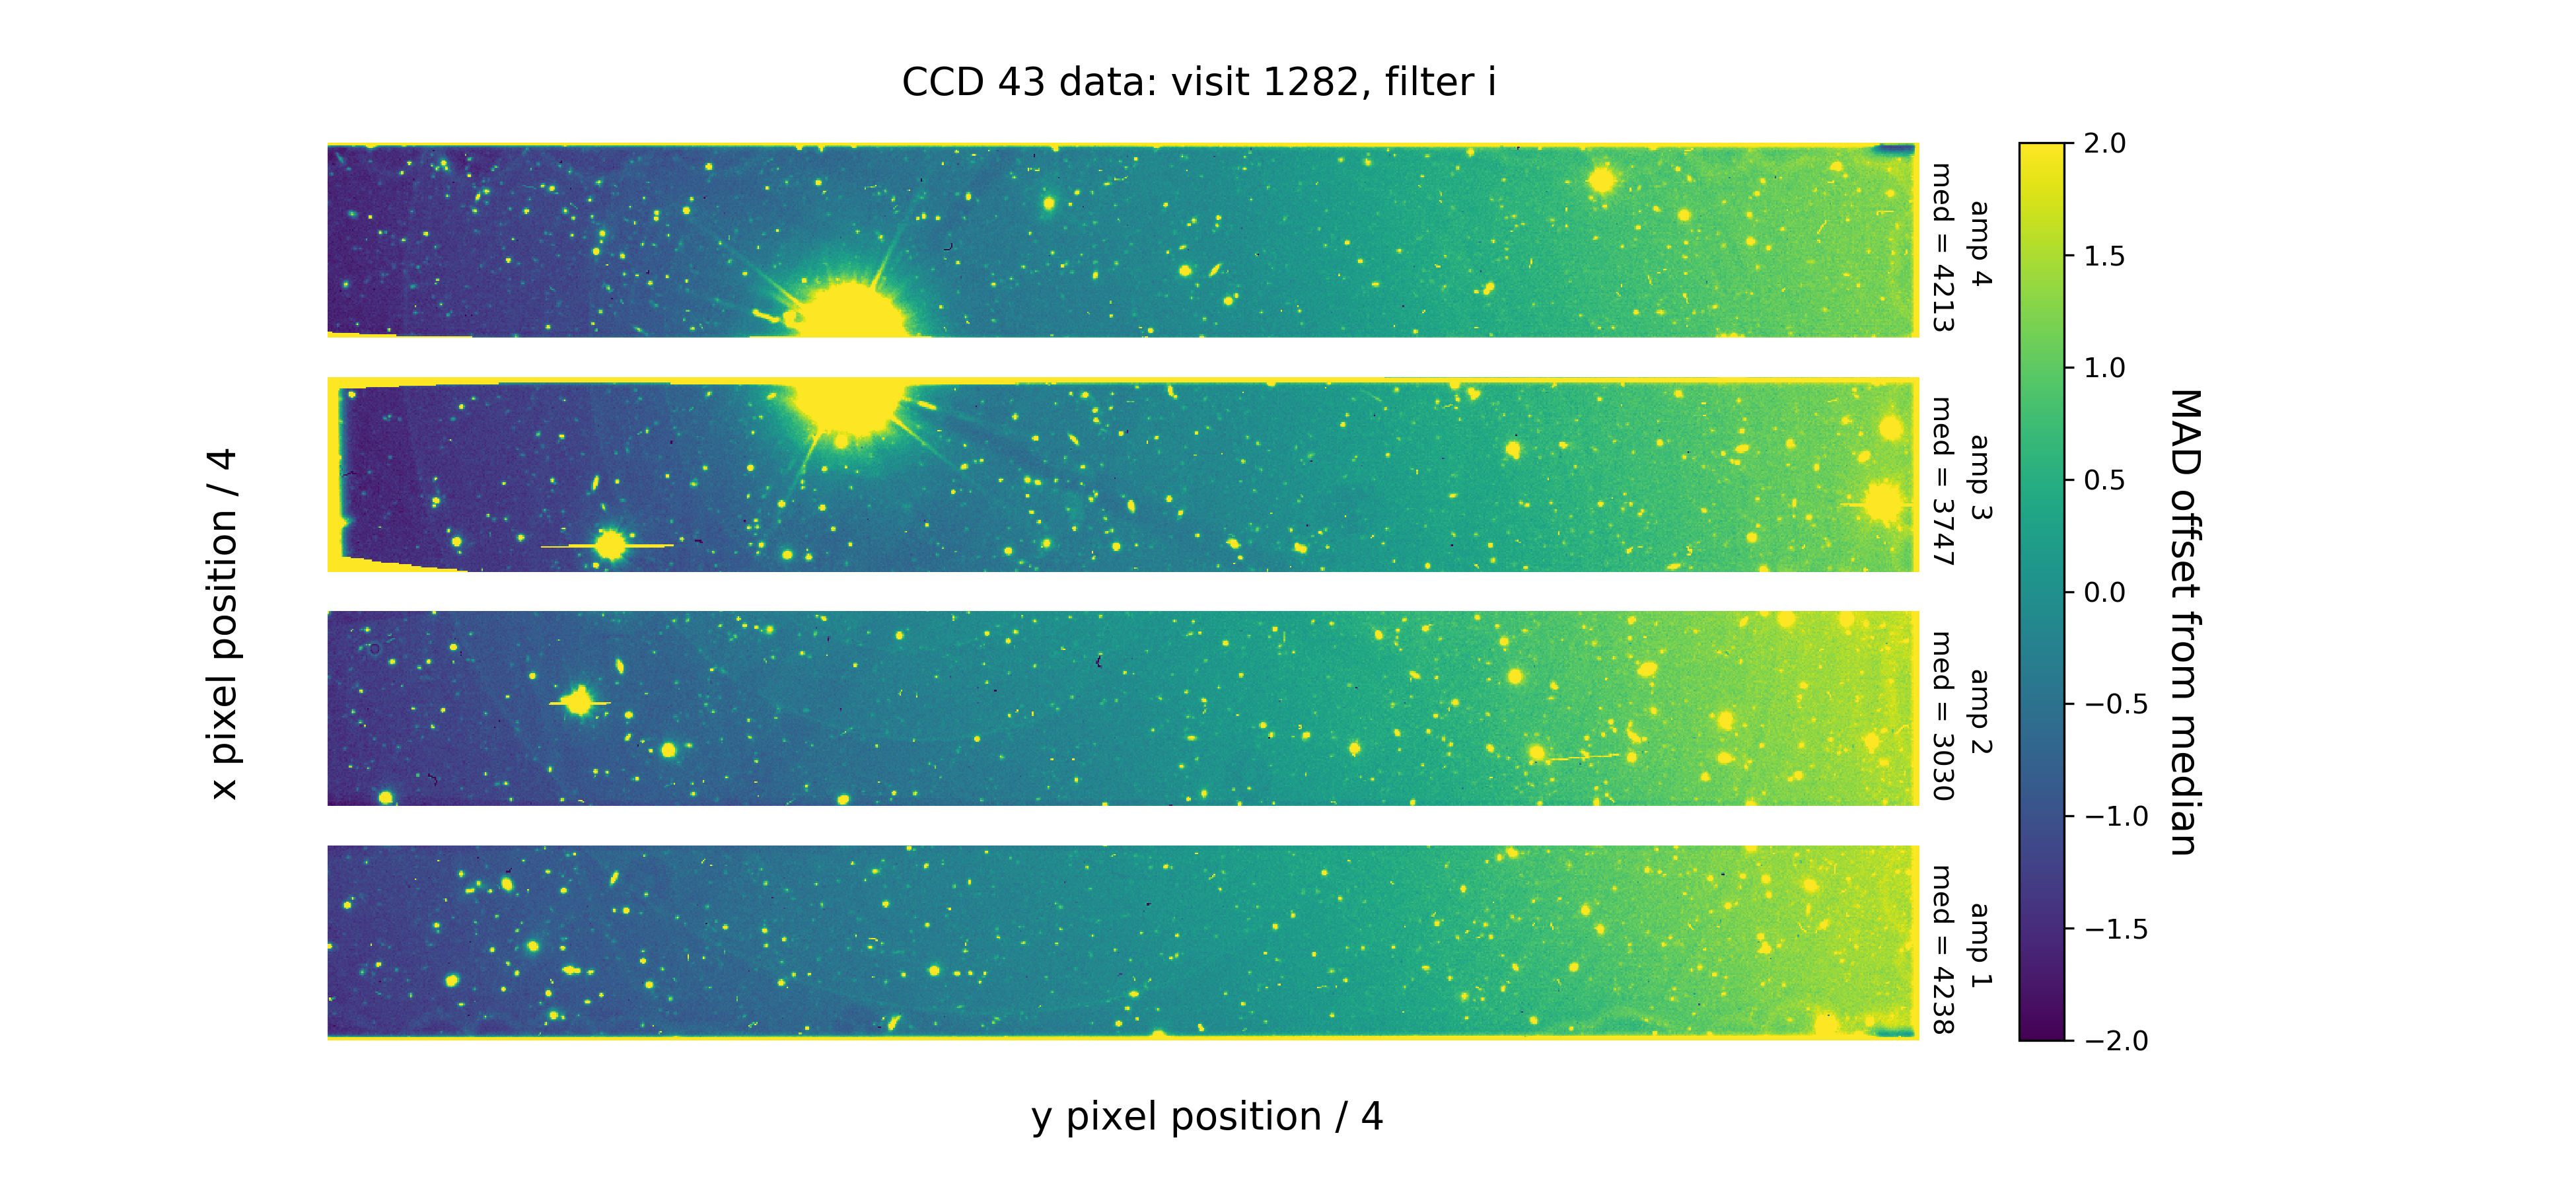 CCD 43 data: visit 1282, filter i
amp 4
med = 4213
amp 3
med = 3747
amp 2
med = 3030
amp 1
med = 4238
x pixel position / 4
y pixel position / 4
2.0
1.5
1.0
0.5
0.0
−0.5
−1.0
−1.5
−2.0
MAD offset from median